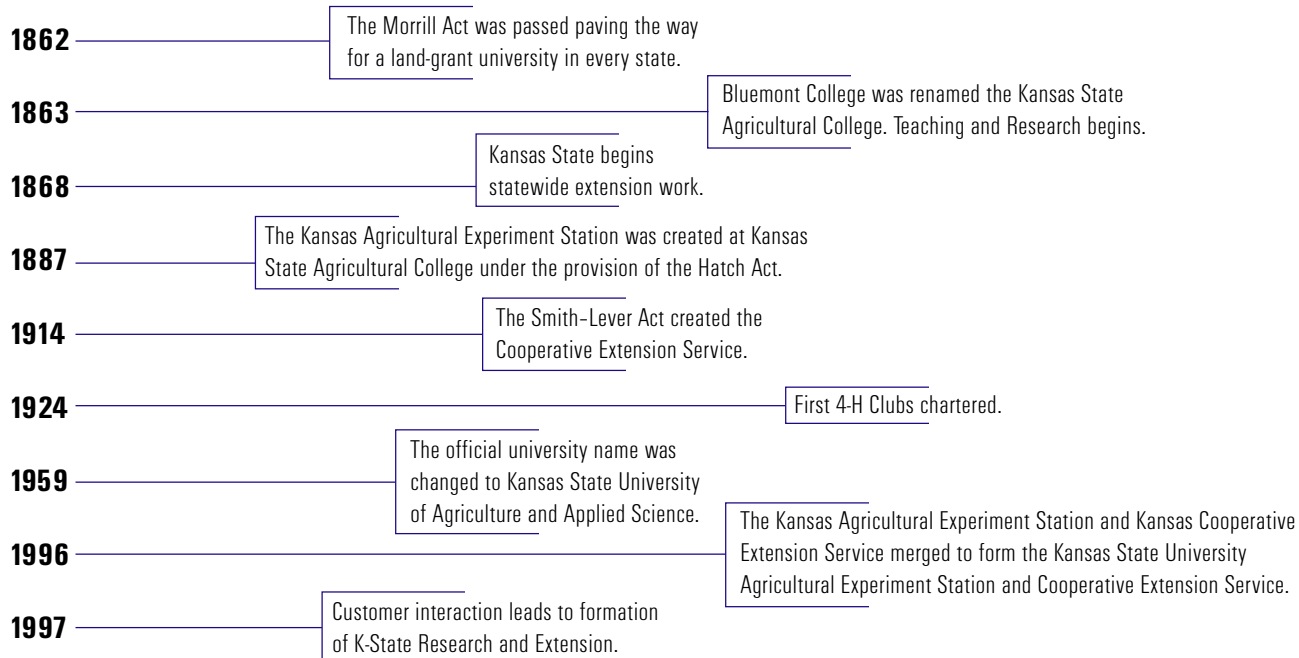 1862
The Morrill Act was passed paving the way
for a land-grant university in every state.
1863
Bluemont College was renamed the Kansas State
Agricultural College. Teaching and Research begins.
1868
Kansas State begins
statewide extension work.
1887
The Kansas Agricultural Experiment Station was created at Kansas
State Agricultural College under the provision of the Hatch Act.
1914
The Smith-Lever Act created the
Cooperative Extension Service.
1924
First 4-H Clubs chartered.
1959
The official university name was
changed to Kansas State University
of Agriculture and Applied Science.
1996
The Kansas Agricultural Experiment Station and Kansas Cooperative
Extension Service merged to form the Kansas State University
Agricultural Experiment Station and Cooperative Extension Service.
1997
Customer interaction leads to formation
of K-State Research and Extension.